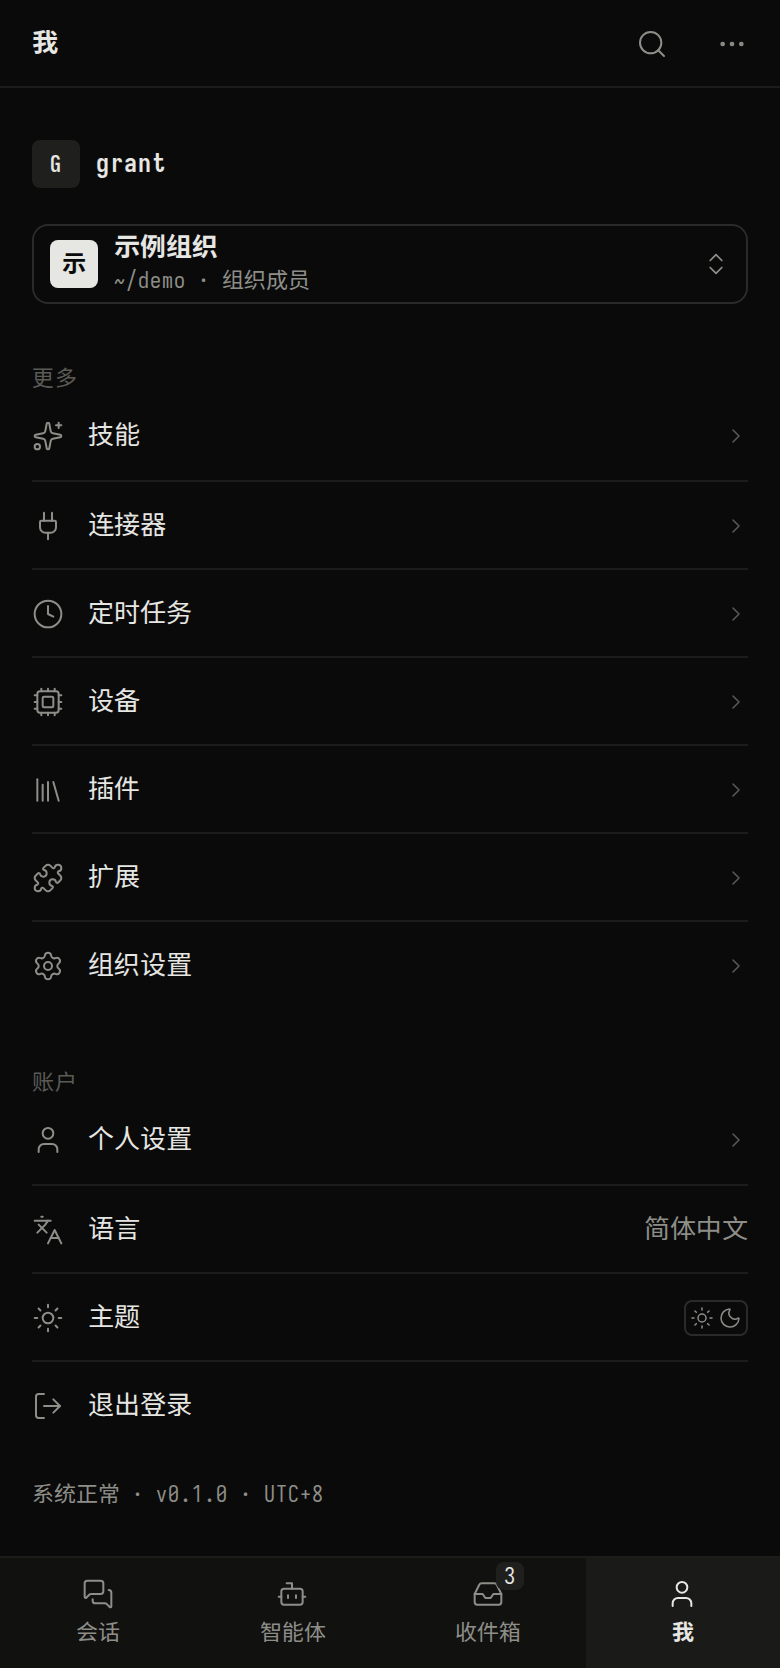 我
G grant
示 示例组织
~/demo · 组织成员
更多
技能
连接器
定时任务
设备
插件
扩展
组织设置
账户
个人设置
语言 简体中文
主题
退出登录
系统正常 · v0.1.0 · UTC+8
3
会话 智能体 收件箱 我